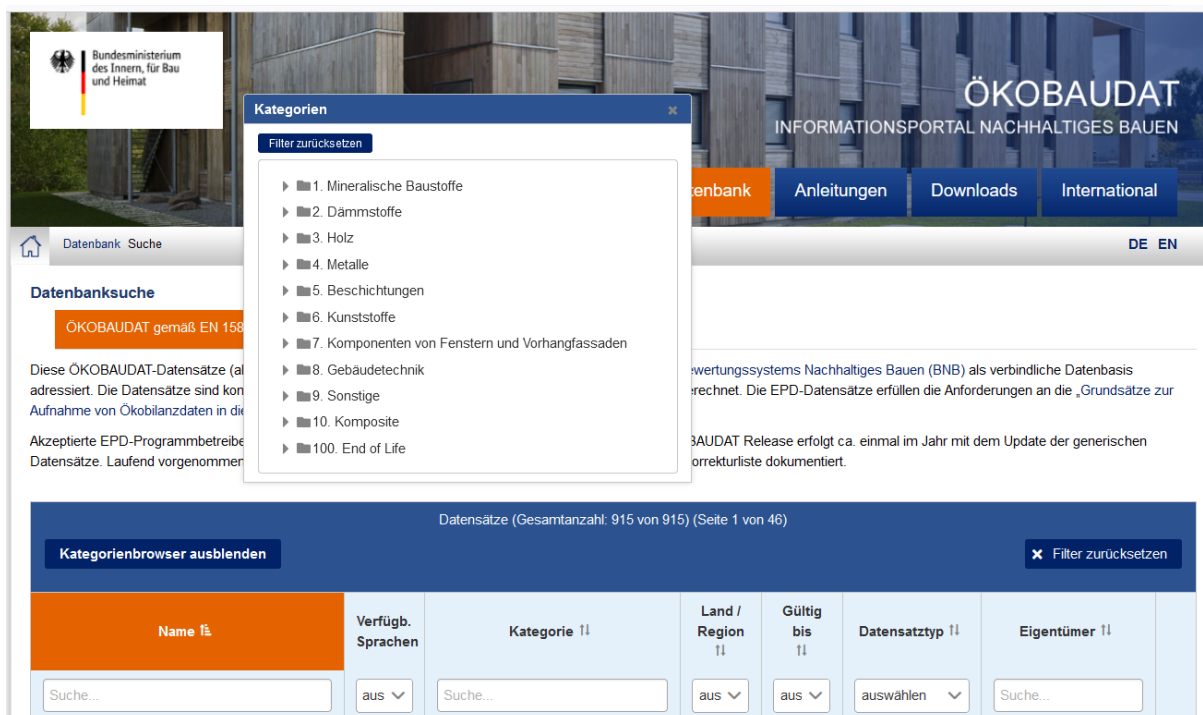 Bundesministerium
des Innern, für Bau
und Heimat
ÖKOBAUDAT
INFORMATIONSPORTAL NACHHALTIGES BAUEN
Kategorien
Filter zurücksetzen
1. Mineralische Baustoffe
2. Dämmstoffe
3. Holz
4. Metalle
5. Beschichtungen
6. Kunststoffe
7. Komponenten von Fenstern und Vorhangfassaden
8. Gebäudetechnik
9. Sonstige
10. Komposite
100. End of Life
tenbank Anleitungen Downloads International
Datenbank Suche DE EN
Datenbanksuche
ÖKOBAUDAT gemäß EN 158
Diese ÖKOBAUDAT-Datensätze (al ewertungssystems Nachhaltiges Bauen (BNB) als verbindliche Datenbasis
adressiert. Die Datensätze sind kon rechnet. Die EPD-Datensätze erfüllen die Anforderungen an die „Grundsätze zur
Aufnahme von Ökobilanzdaten in die
Akzeptierte EPD-Programmbetreibe BAUDAT Release erfolgt ca. einmal im Jahr mit dem Update der generischen
Datensätze. Laufend vorgenommen orrekturliste dokumentiert.
Datensätze (Gesamtanzahl: 915 von 915) (Seite 1 von 46)
Kategorienbrowser ausblenden Filter zurücksetzen
Name Verfügb. Sprachen Kategorie Land / Region Gültig bis Datensatztyp Eigentümer
Suche... aus Suche... aus aus auswählen Suche...